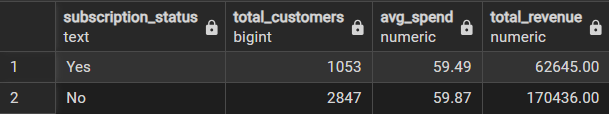 subscription_status total_customers avg_spend total_revenue
text bigint numeric numeric
1 Yes 1053 59.49 62645.00
2 No 2847 59.87 170436.00